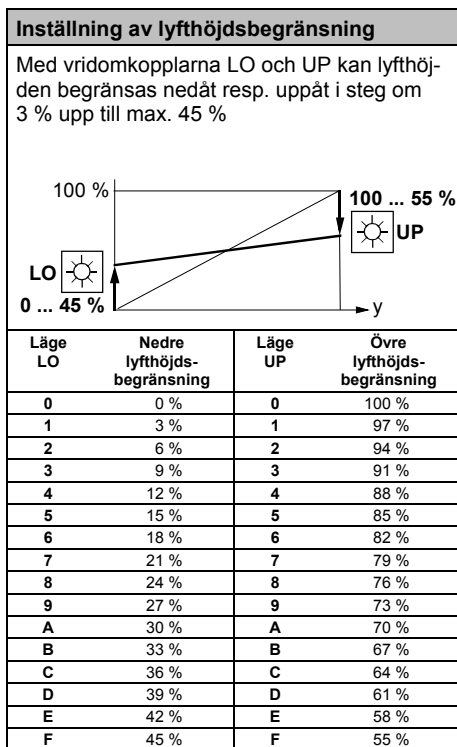 Inställning av lyfthöjdsbegränsning
Med vridomkopplarna LO och UP kan lyfthöj-
den begränsas nedåt resp. uppåt i steg om
3 % upp till max. 45 %
100 %
100 ... 55 %
UP
LO
0 ... 45 %
y
Läge LO Nedre lyfthöjds-begränsning Läge UP Övre lyfthöjds-begränsning
0 0 % 0 100 %
1 3 % 1 97 %
2 6 % 2 94 %
3 9 % 3 91 %
4 12 % 4 88 %
5 15 % 5 85 %
6 18 % 6 82 %
7 21 % 7 79 %
8 24 % 8 76 %
9 27 % 9 73 %
A 30 % A 70 %
B 33 % B 67 %
C 36 % C 64 %
D 39 % D 61 %
E 42 % E 58 %
F 45 % F 55 %